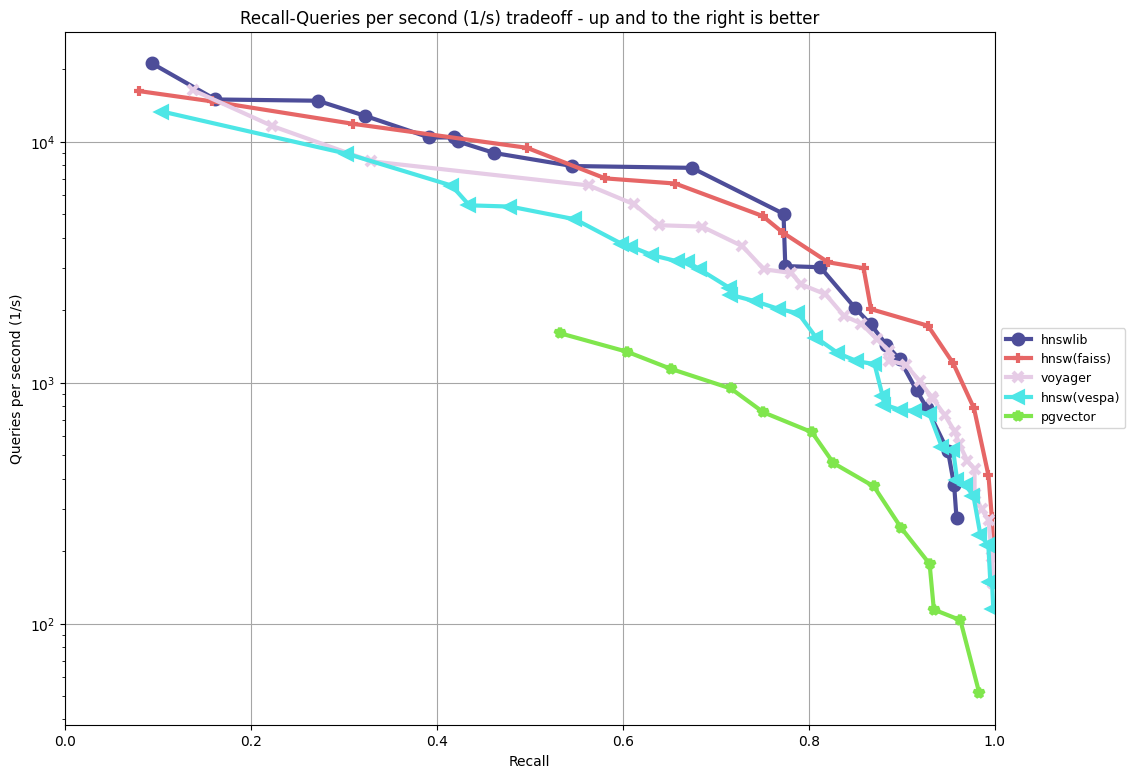 Recall-Queries per second (1/s) tradeoff - up and to the right is better
Queries per second (1/s)
10^4
10^3
10^2
0.0 0.2 0.4 0.6 0.8 1.0
Recall
hnswlib
hnsw(faiss)
voyager
hnsw(vespa)
pgvector